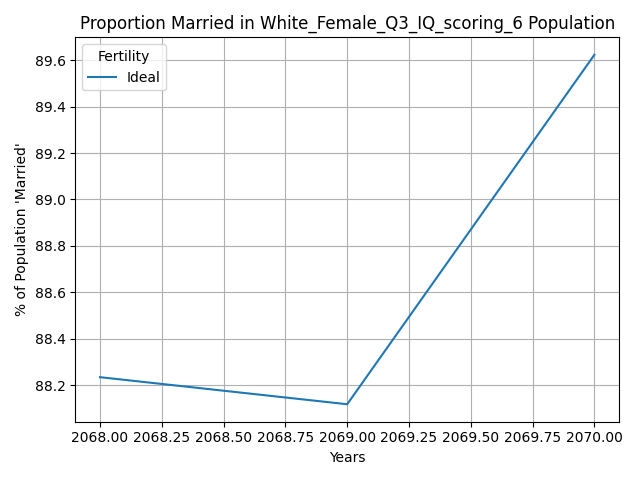 Proportion Married in White_Female_Q3_IQ_scoring_6 Population
Fertility
Ideal
% of Population 'Married'
89.6
89.4
89.2
89.0
88.8
88.6
88.4
88.2
2068.00 2068.25 2068.50 2068.75 2069.00 2069.25 2069.50 2069.75 2070.00
Years